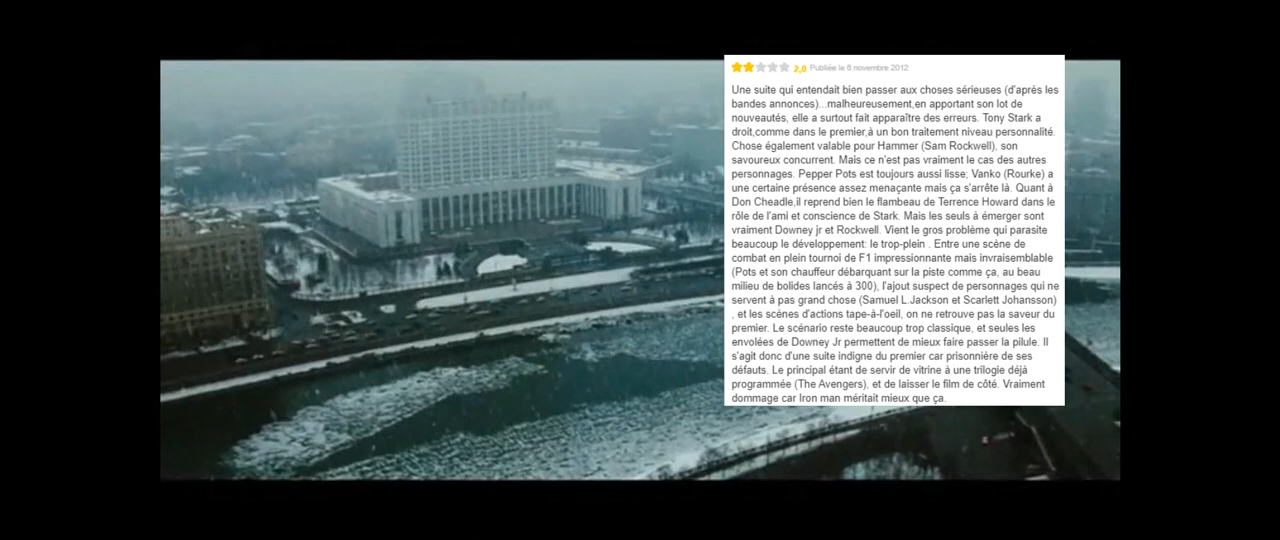 2,0 Publiée le 6 novembre 2012
Une suite qui entendait bien passer aux choses sérieuses (d'après les
bandes annonces)...malheureusement,en apportant son lot de
nouveautés, elle a surtout fait apparaître des erreurs. Tony Stark a
droit,comme dans le premier,à un bon traitement niveau personnalité.
Chose également valable pour Hammer (Sam Rockwell), son
savoureux concurrent. Mais ce n'est pas vraiment le cas des autres
personnages. Pepper Pots est toujours aussi lisse; Vanko (Rourke) a
une certaine présence assez menaçante mais ça s'arrête là. Quant à
Don Cheadle,il reprend bien le flambeau de Terrence Howard dans le
rôle de l'ami et conscience de Stark. Mais les seuls à émerger sont
vraiment Downey jr et Rockwell. Vient le gros problème qui parasite
beaucoup le développement: le trop-plein . Entre une scène de
combat en plein tournoi de F1 impressionnante mais invraisemblable
(Pots et son chauffeur débarquant sur la piste comme ça, au beau
milieu de bolides lancés à 300), l'ajout suspect de personnages qui ne
servent à pas grand chose (Samuel L.Jackson et Scarlett Johansson)
, et les scènes d'actions tape-à-l'oeil, on ne retrouve pas la saveur du
premier. Le scénario reste beaucoup trop classique, et seules les
envolées de Downey Jr permettent de mieux faire passer la pilule. Il
s'agit donc d'une suite indigne du premier car prisonnière de ses
défauts. Le principal étant de servir de vitrine à une trilogie déjà
programmée (The Avengers), et de laisser le film de côté. Vraiment
dommage car Iron man méritait mieux que ça.